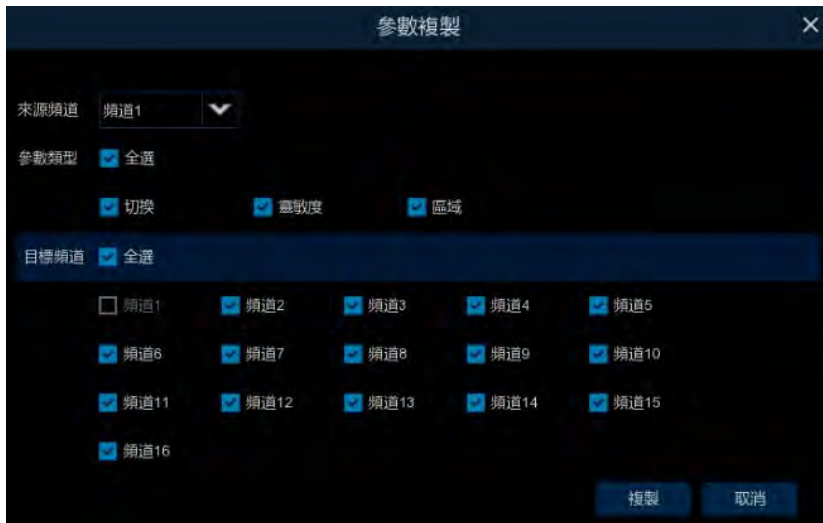 參數複製
來源頻道 頻道1
參數類型 全選
切換 靈敏度 區域
目標頻道 全選
頻道1 頻道2 頻道3 頻道4 頻道5
頻道6 頻道7 頻道8 頻道9 頻道10
頻道11 頻道12 頻道13 頻道14 頻道15
頻道16
複製 取消